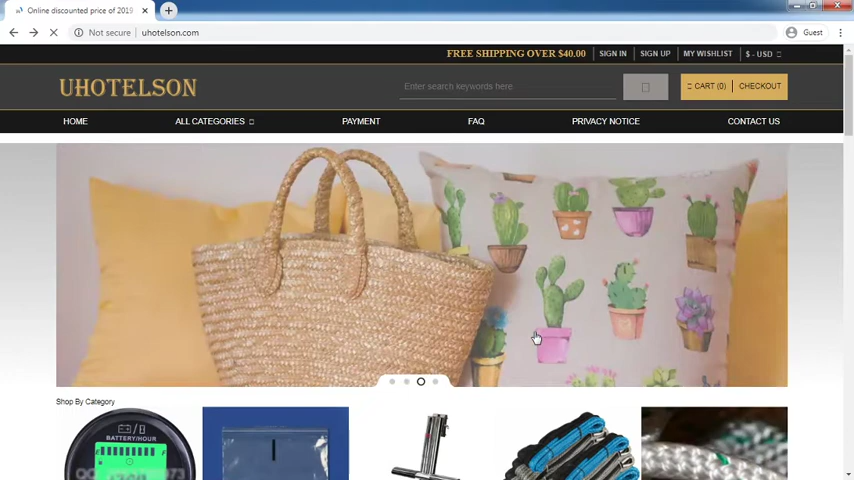 Online discounted price of 2019
Guest
Not secure | uhotelson.com
FREE SHIPPING OVER $40.00
SIGN IN
SIGN UP
MY WISHLIST
$ - USD
UHOTELSON
Enter search keywords here
CART (0)
CHECKOUT
HOME
ALL CATEGORIES
PAYMENT
FAQ
PRIVACY NOTICE
CONTACT US
Shop By Category
BATTERY/HOUR